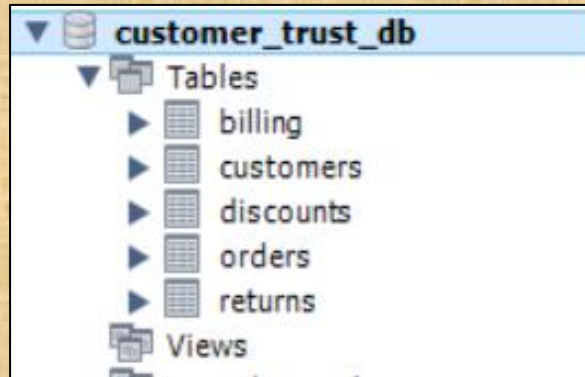 customer_trust_db
Tables
billing
customers
discounts
orders
returns
Views